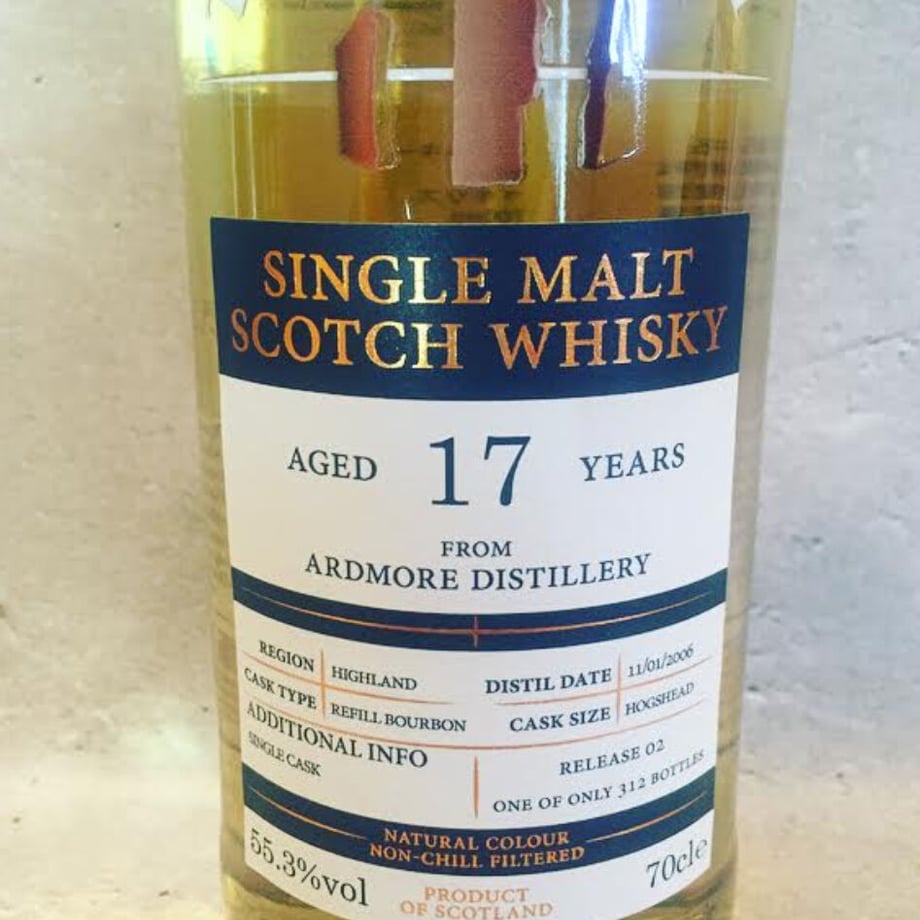 SINGLE MALT
SCOTCH WHISKY
AGED 17 YEARS
FROM
ARDMORE DISTILLERY
REGION HIGHLAND
CASK TYPE REFILL BOURBON
ADDITIONAL INFO
SINGLE CASK
DISTIL DATE 11/01/2006
CASK SIZE HOGSHEAD
RELEASE 02
ONE OF ONLY 312 BOTTLES
NATURAL COLOUR
NON-CHILL FILTERED
55.3%vol
70cle
PRODUCT
OF SCOTLAND